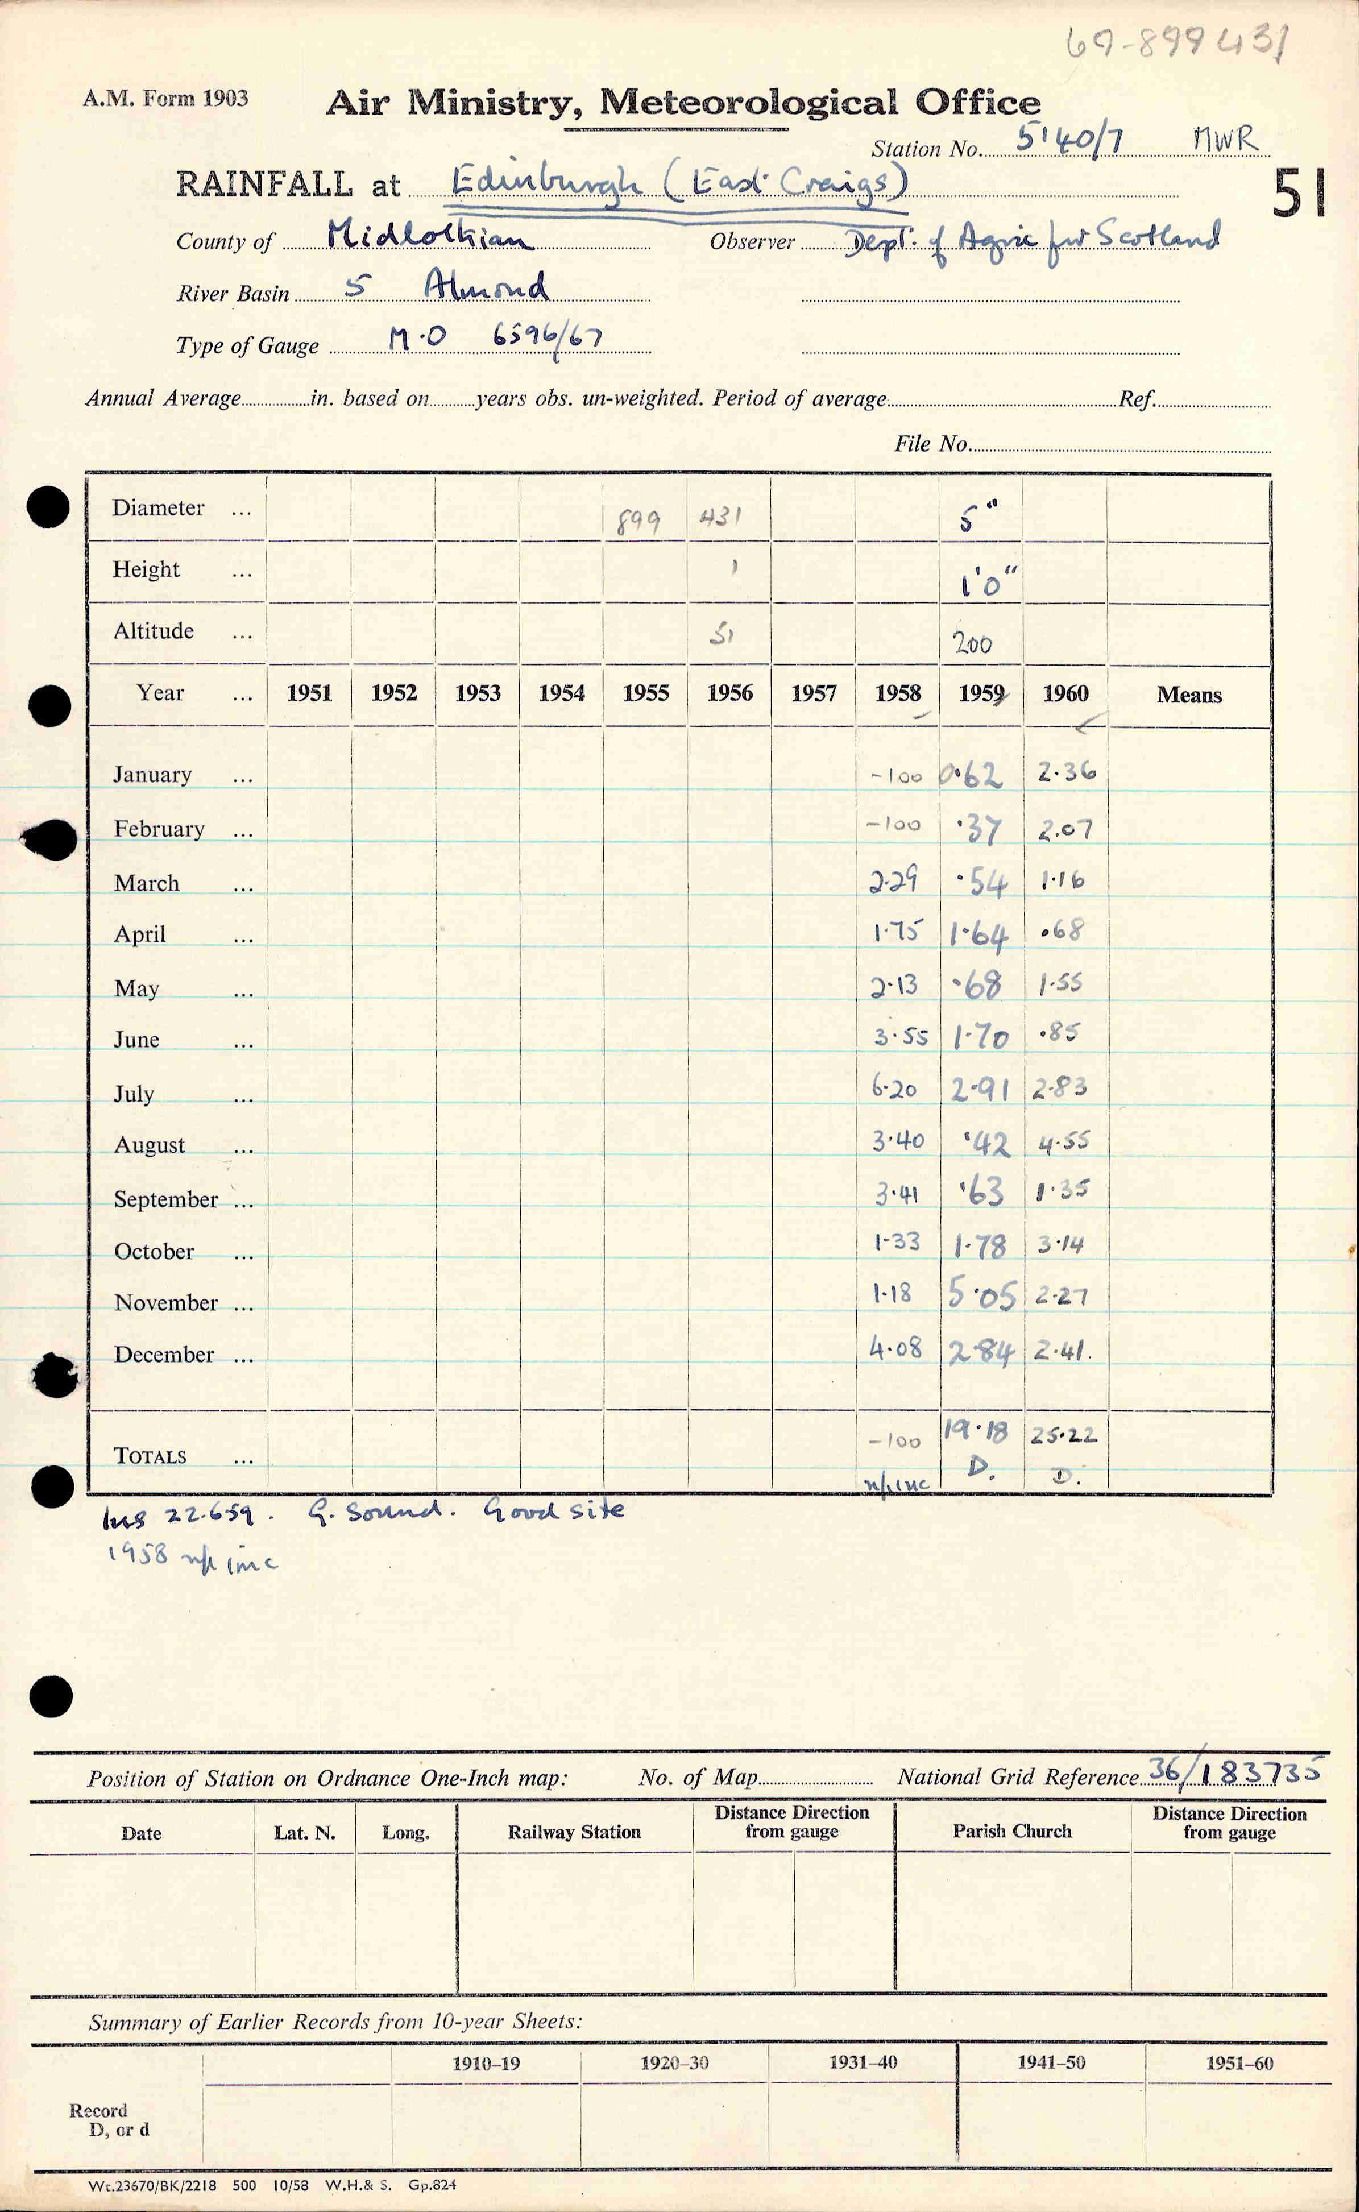 69-899431
A.M. Form 1903
Air Ministry, Meteorological Office
Station No. 5140/7 MWR
RAINFALL at Edinburgh (East Craigs)
51
County of Midlothian Observer Dept. of Agric for Scotland
River Basin 5 Almond
Type of Gauge M.O 6596/67
Annual Average in. based on years obs. un-weighted. Period of average Ref.
File No.
Diameter ... 899 431 5"
Height ... 1 1'0"
Altitude ... 51 200
Year ... 1951 1952 1953 1954 1955 1956 1957 1958 1959 1960 Means
January ... -100 0.62 2.36
February ... -100 .37 2.07
March ... 2.29 .54 1.16
April ... 1.75 1.64 .68
May ... 2.13 .68 1.55
June ... 3.55 1.70 .85
July ... 6.20 2.91 2.83
August ... 3.40 .42 4.55
September ... 3.41 .63 1.35
October ... 1.33 1.78 3.14
November ... 1.18 5.05 2.27
December ... 4.08 2.84 2.41.
TOTALS ... -100 19.18 25.22
inc D. D.
Ins 22.6.59. G. Sound. Good site
1958 inc
Position of Station on Ordnance One-Inch map: No. of Map National Grid Reference 36/183735
Date Lat. N. Long. Railway Station Distance Direction from gauge Parish Church Distance Direction from gauge
Summary of Earlier Records from 10-year Sheets:
1910–19 1920–30 1931–40 1941–50 1951–60
Record
D, or d
Wt.23670/BK/2218 500 10/58 W.H.& S. Gp.824